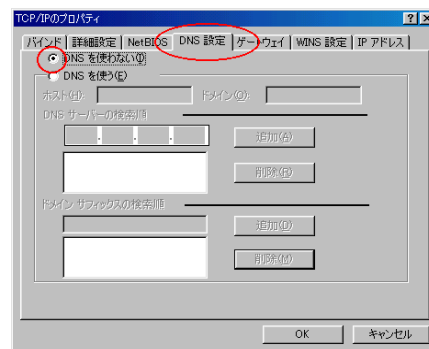 TCP/IPのプロパティ
バインド 詳細設定 NetBIOS DNS 設定 ゲートウェイ WINS 設定 IP アドレス
DNS を使わない(I)
DNS を使う(E)
ホスト(H): ドメイン(O):
DNS サーバーの検索順
追加(A)
削除(R)
ドメイン サフィックスの検索順
追加(D)
削除(M)
OK キャンセル